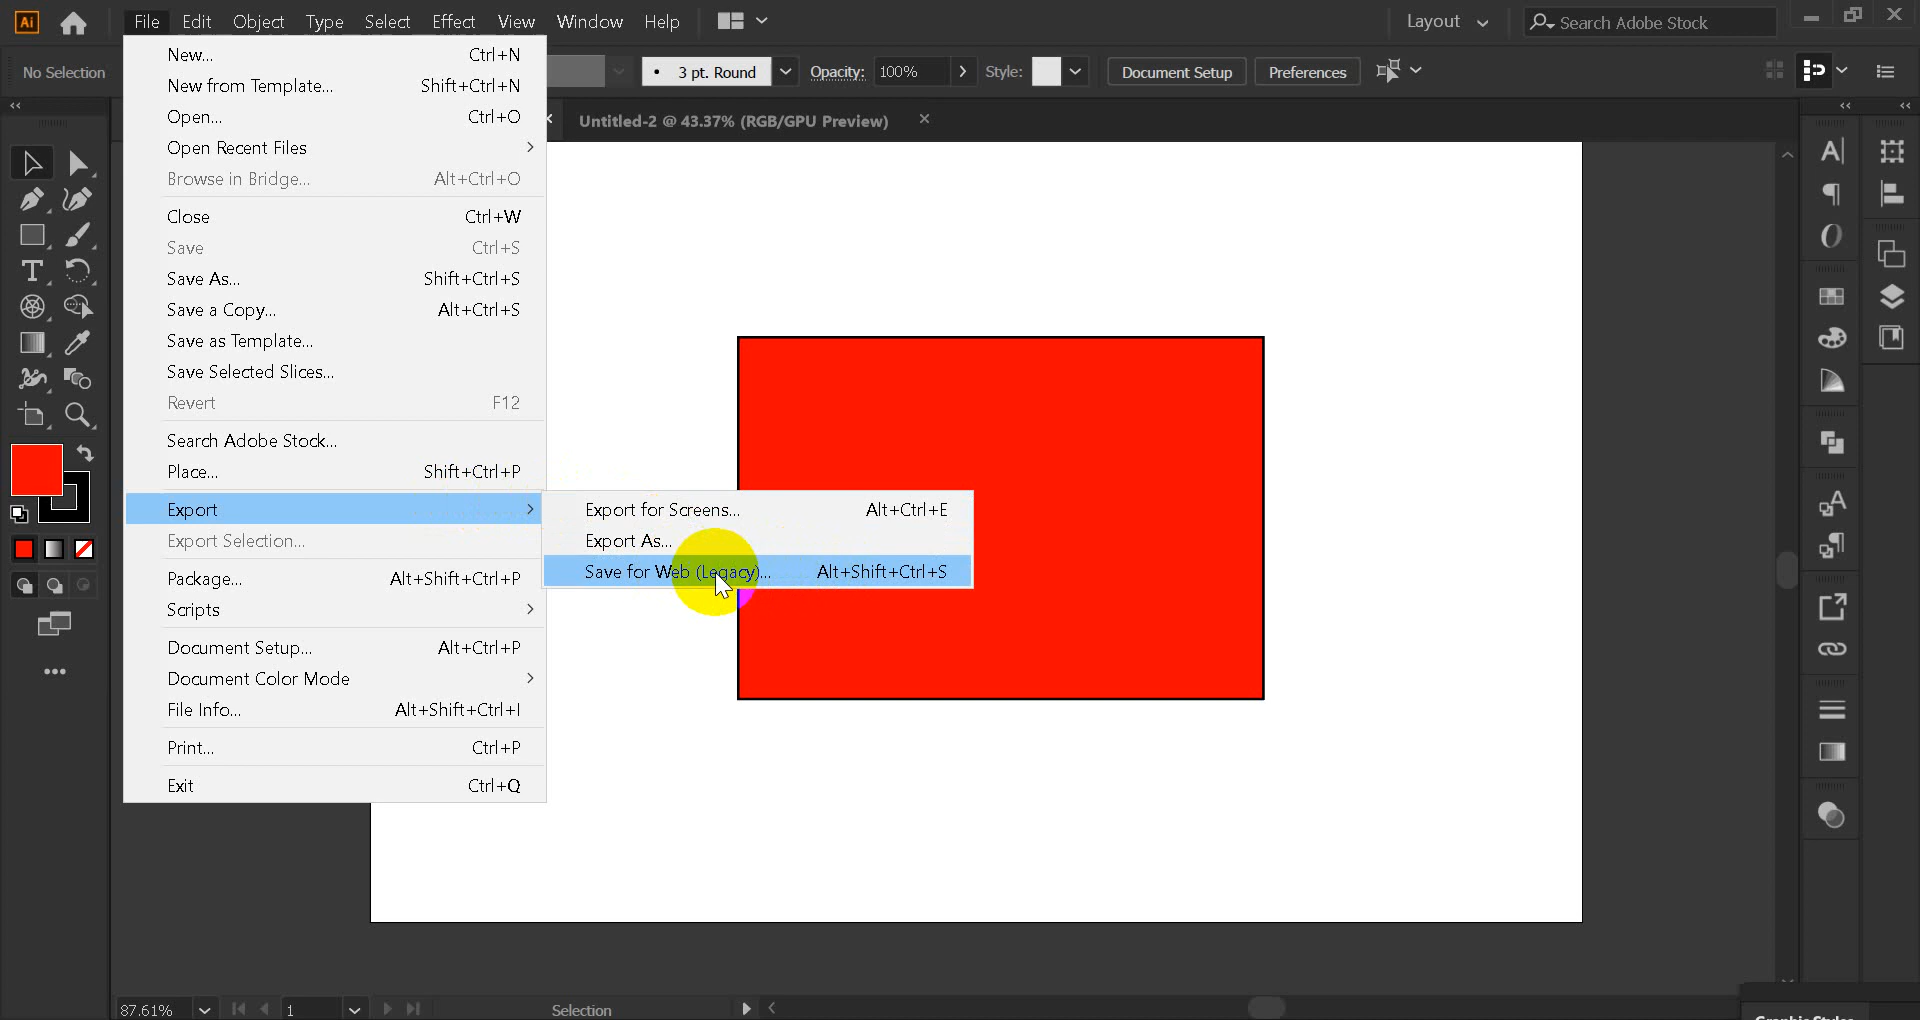 Ai File Edit Object Type Select Effect View Window Help Layout Search Adobe Stock
No Selection 3 pt. Round Opacity: 100% Style: Document Setup Preferences
Untitled-2 @ 43.37% (RGB/GPU Preview)
New... Ctrl+N
New from Template... Shift+Ctrl+N
Open... Ctrl+O
Open Recent Files
Browse in Bridge... Alt+Ctrl+O
Close Ctrl+W
Save Ctrl+S
Save As... Shift+Ctrl+S
Save a Copy... Alt+Ctrl+S
Save as Template...
Save Selected Slices...
Revert F12
Search Adobe Stock...
Place... Shift+Ctrl+P
Export
Export for Screens... Alt+Ctrl+E
Export Selection...
Export As...
Save for Web (Legacy)... Alt+Shift+Ctrl+S
Package... Alt+Shift+Ctrl+P
Scripts
Document Setup... Alt+Ctrl+P
Document Color Mode
File Info... Alt+Shift+Ctrl+I
Print... Ctrl+P
Exit Ctrl+Q
87.61% 1 Selection
Graphic Styles